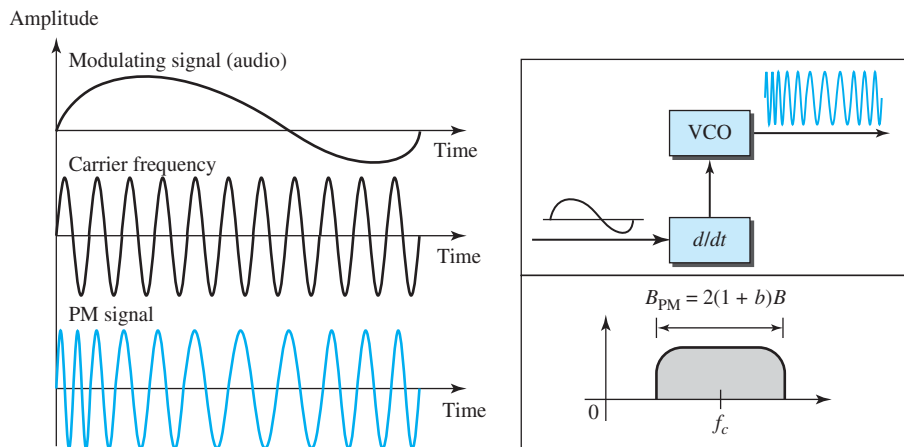 Amplitude
Modulating signal (audio)
Time
Carrier frequency
Time
PM signal
Time
VCO
d/dt
B_PM = 2(1 + b)B
0
f_c